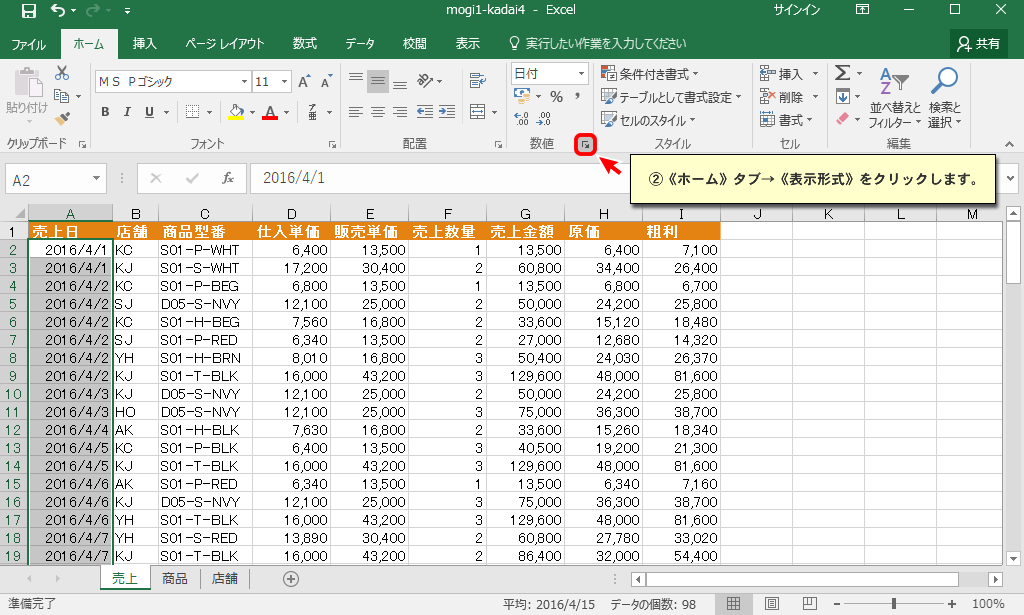 mogi1-kadai4 - Excel サインイン
ファイル ホーム 挿入 ページ レイアウト 数式 データ 校閲 表示 実行したい作業を入力してください 共有
貼り付け ＭＳ Ｐゴシック 11 A A 日付 条件付き書式 挿入 Σ
% , テーブルとして書式設定 削除 並べ替えと 検索と
B I U A セルのスタイル 書式 フィルター 選択
クリップボード フォント 配置 数値 スタイル セル 編集
②《ホーム》タブ→《表示形式》をクリックします。
A2 fx 2016/4/1
A B C D E F G H I J K L M
1 売上日 店舗 商品型番 仕入単価 販売単価 売上数量 売上金額 原価 粗利
2 2016/4/1 KC S01-P-WHT 6,400 13,500 1 13,500 6,400 7,100
3 2016/4/1 KJ S01-S-WHT 17,200 30,400 2 60,800 34,400 26,400
4 2016/4/2 KC S01-P-BEG 6,800 13,500 1 13,500 6,800 6,700
5 2016/4/2 SJ D05-S-NVY 12,100 25,000 2 50,000 24,200 25,800
6 2016/4/2 KC S01-H-BEG 7,560 16,800 2 33,600 15,120 18,480
7 2016/4/2 SJ S01-P-RED 6,340 13,500 2 27,000 12,680 14,320
8 2016/4/2 YH S01-H-BRN 8,010 16,800 3 50,400 24,030 26,370
9 2016/4/2 KJ S01-T-BLK 16,000 43,200 3 129,600 48,000 81,600
10 2016/4/3 KJ D05-S-NVY 12,100 25,000 2 50,000 24,200 25,800
11 2016/4/3 HO D05-S-NVY 12,100 25,000 3 75,000 36,300 38,700
12 2016/4/4 AK S01-H-BLK 7,630 16,800 2 33,600 15,260 18,340
13 2016/4/5 KC S01-P-BLK 6,400 13,500 3 40,500 19,200 21,300
14 2016/4/5 KJ S01-T-BLK 16,000 43,200 3 129,600 48,000 81,600
15 2016/4/6 AK S01-P-RED 6,340 13,500 1 13,500 6,340 7,160
16 2016/4/6 KJ D05-S-NVY 12,100 25,000 3 75,000 36,300 38,700
17 2016/4/6 YH S01-T-BLK 16,000 43,200 3 129,600 48,000 81,600
18 2016/4/7 YH S01-S-RED 13,890 30,400 2 60,800 27,780 33,020
19 2016/4/7 KJ S01-T-BLK 16,000 43,200 2 86,400 32,000 54,400
売上 商品 店舗
準備完了 平均: 2016/4/15 データの個数: 98 100%